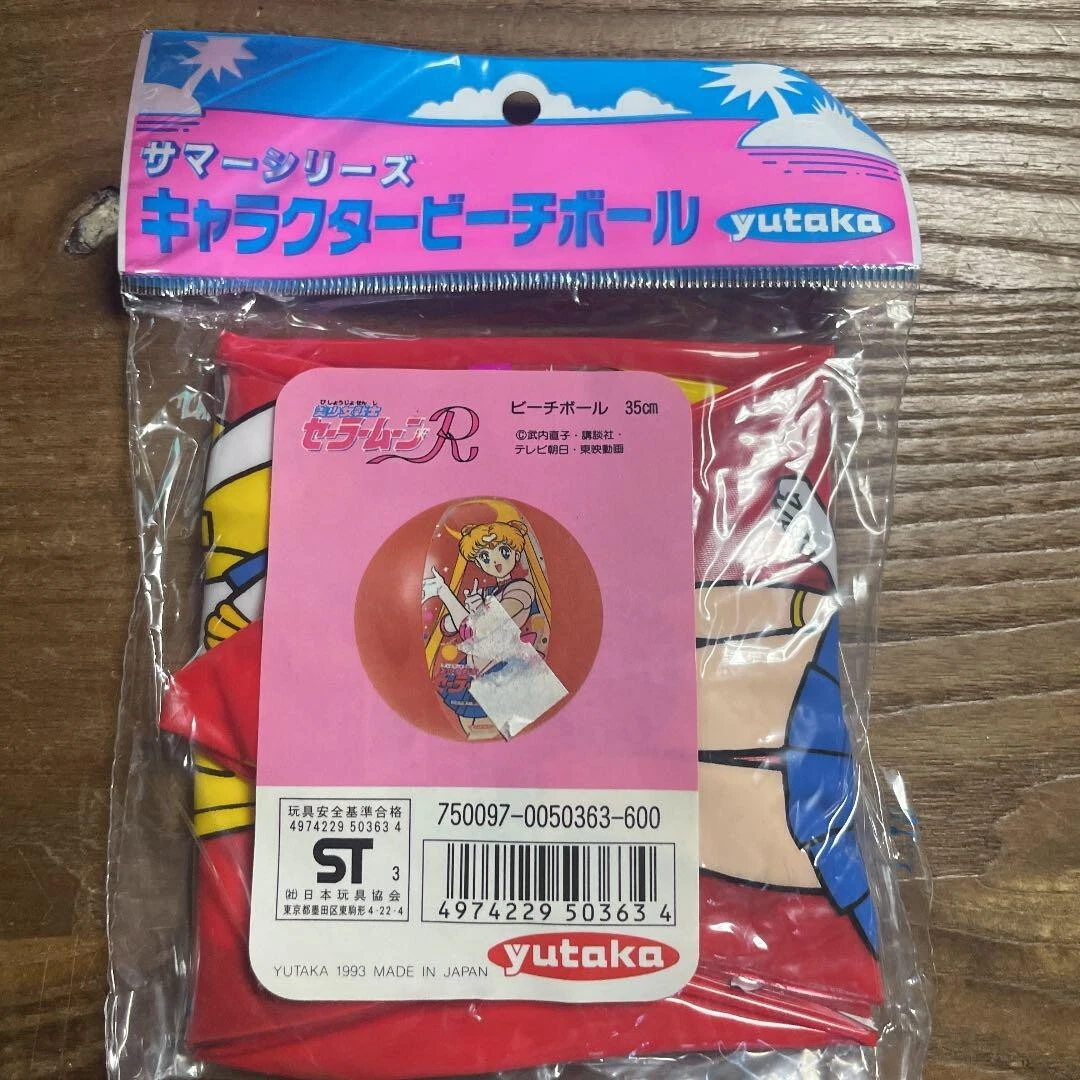 サマーシリーズ
キャラクタービーチボール
yutaka
びしょうじょせんし
美少女戦士
セーラームーンR
ビーチボール 35cm
©武内直子・講談社・
テレビ朝日・東映動画
玩具安全基準合格
4974229 50363 4
ST 3
㈳日本玩具協会
東京都墨田区東駒形4-22-4
750097-0050363-600
4974229 503634
YUTAKA 1993 MADE IN JAPAN
yutaka